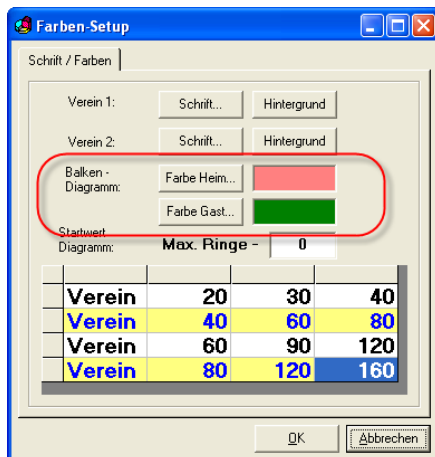 Farben-Setup
Schrift / Farben
Verein 1: Schrift... Hintergrund
Verein 2: Schrift... Hintergrund
Balken -
Diagramm: Farbe Heim...
Farbe Gast...
Startwert
Diagramm: Max. Ringe - 0
Verein 20 30 40
Verein 40 60 80
Verein 60 90 120
Verein 80 120 160
OK Abbrechen